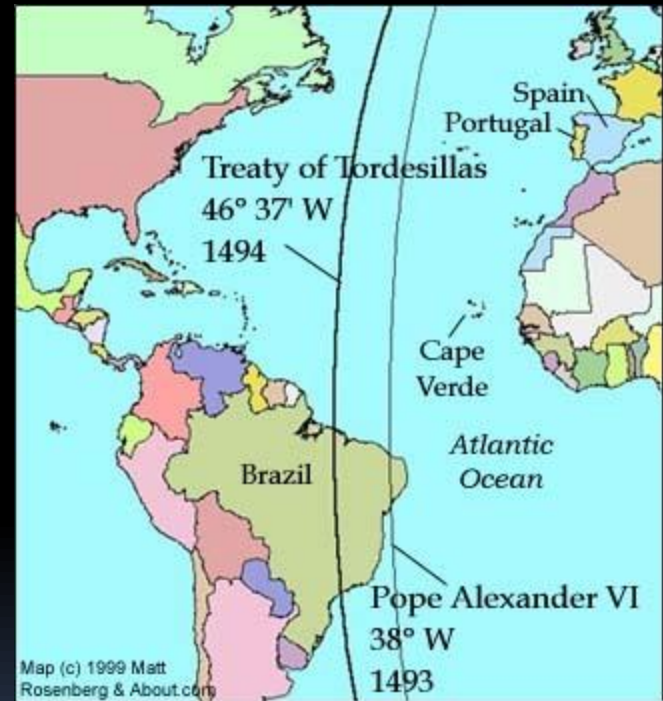 Spain
Portugal
Treaty of Tordesillas
46° 37' W
1494
Cape
Verde
Atlantic
Ocean
Brazil
Pope Alexander VI
38° W
1493
Map (c) 1999 Matt
Rosenberg & About.com